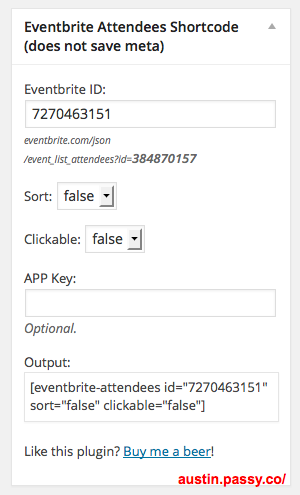 Eventbrite Attendees Shortcode
(does not save meta)
Eventbrite ID:
7270463151
eventbrite.com/json
/event_list_attendees?id=384870157
Sort: false
Clickable: false
APP Key:
Optional.
Output:
[eventbrite-attendees id="7270463151"
sort="false" clickable="false"]
Like this plugin? Buy me a beer!
austin.passy.co/